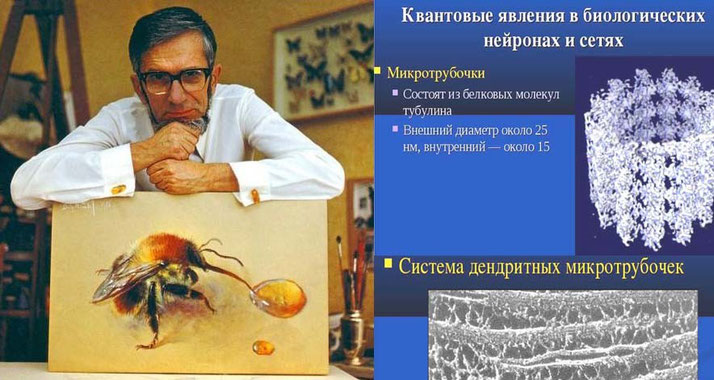 Квантовые явления в биологических
нейронах и сетях
Микротрубочки
Состоят из белковых молекул
тубулина
Внешний диаметр около 25
нм, внутренний — около 15
Система дендритных микротрубочек